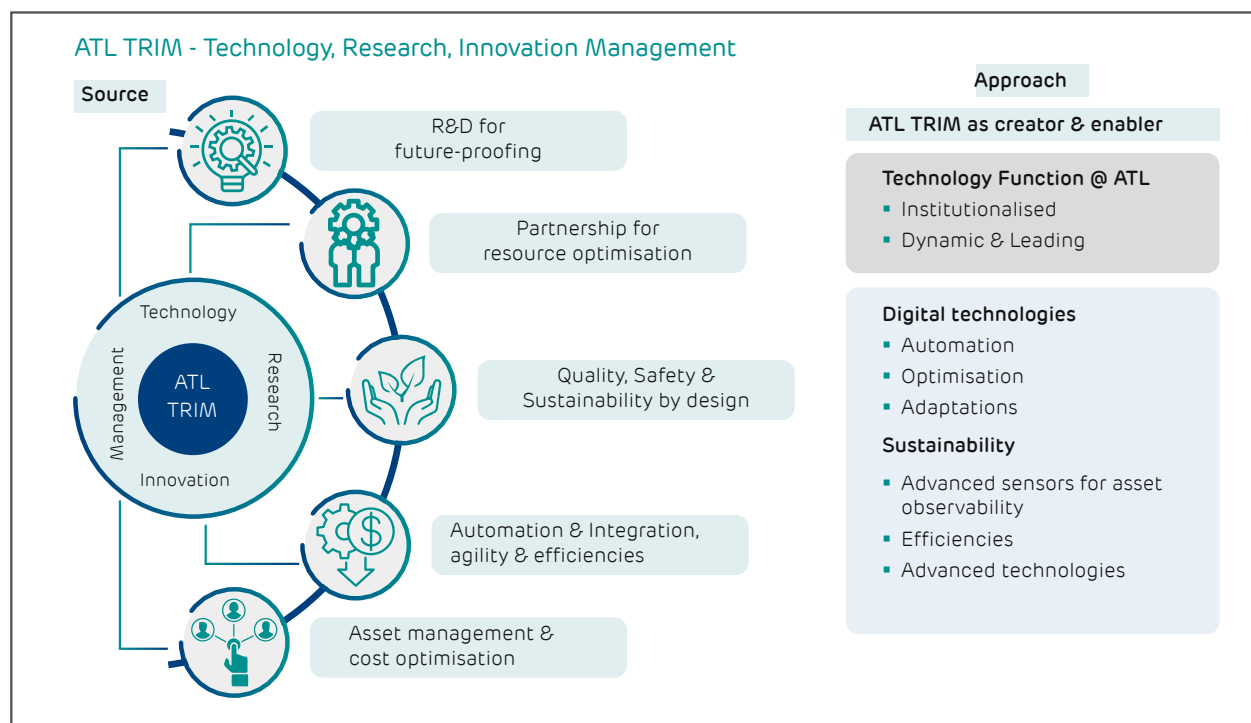 ATL TRIM - Technology, Research, Innovation Management
Source
R&D for
future-proofing
Partnership for
resource optimisation
Technology
Research
Management
Innovation
ATL
TRIM
Quality, Safety &
Sustainability by design
$
Automation & Integration,
agility & efficiencies
Asset management &
cost optimisation
Approach
ATL TRIM as creator & enabler
Technology Function @ ATL
▪ Institutionalised
▪ Dynamic & Leading
Digital technologies
▪ Automation
▪ Optimisation
▪ Adaptations
Sustainability
▪ Advanced sensors for asset
observability
▪ Efficiencies
▪ Advanced technologies